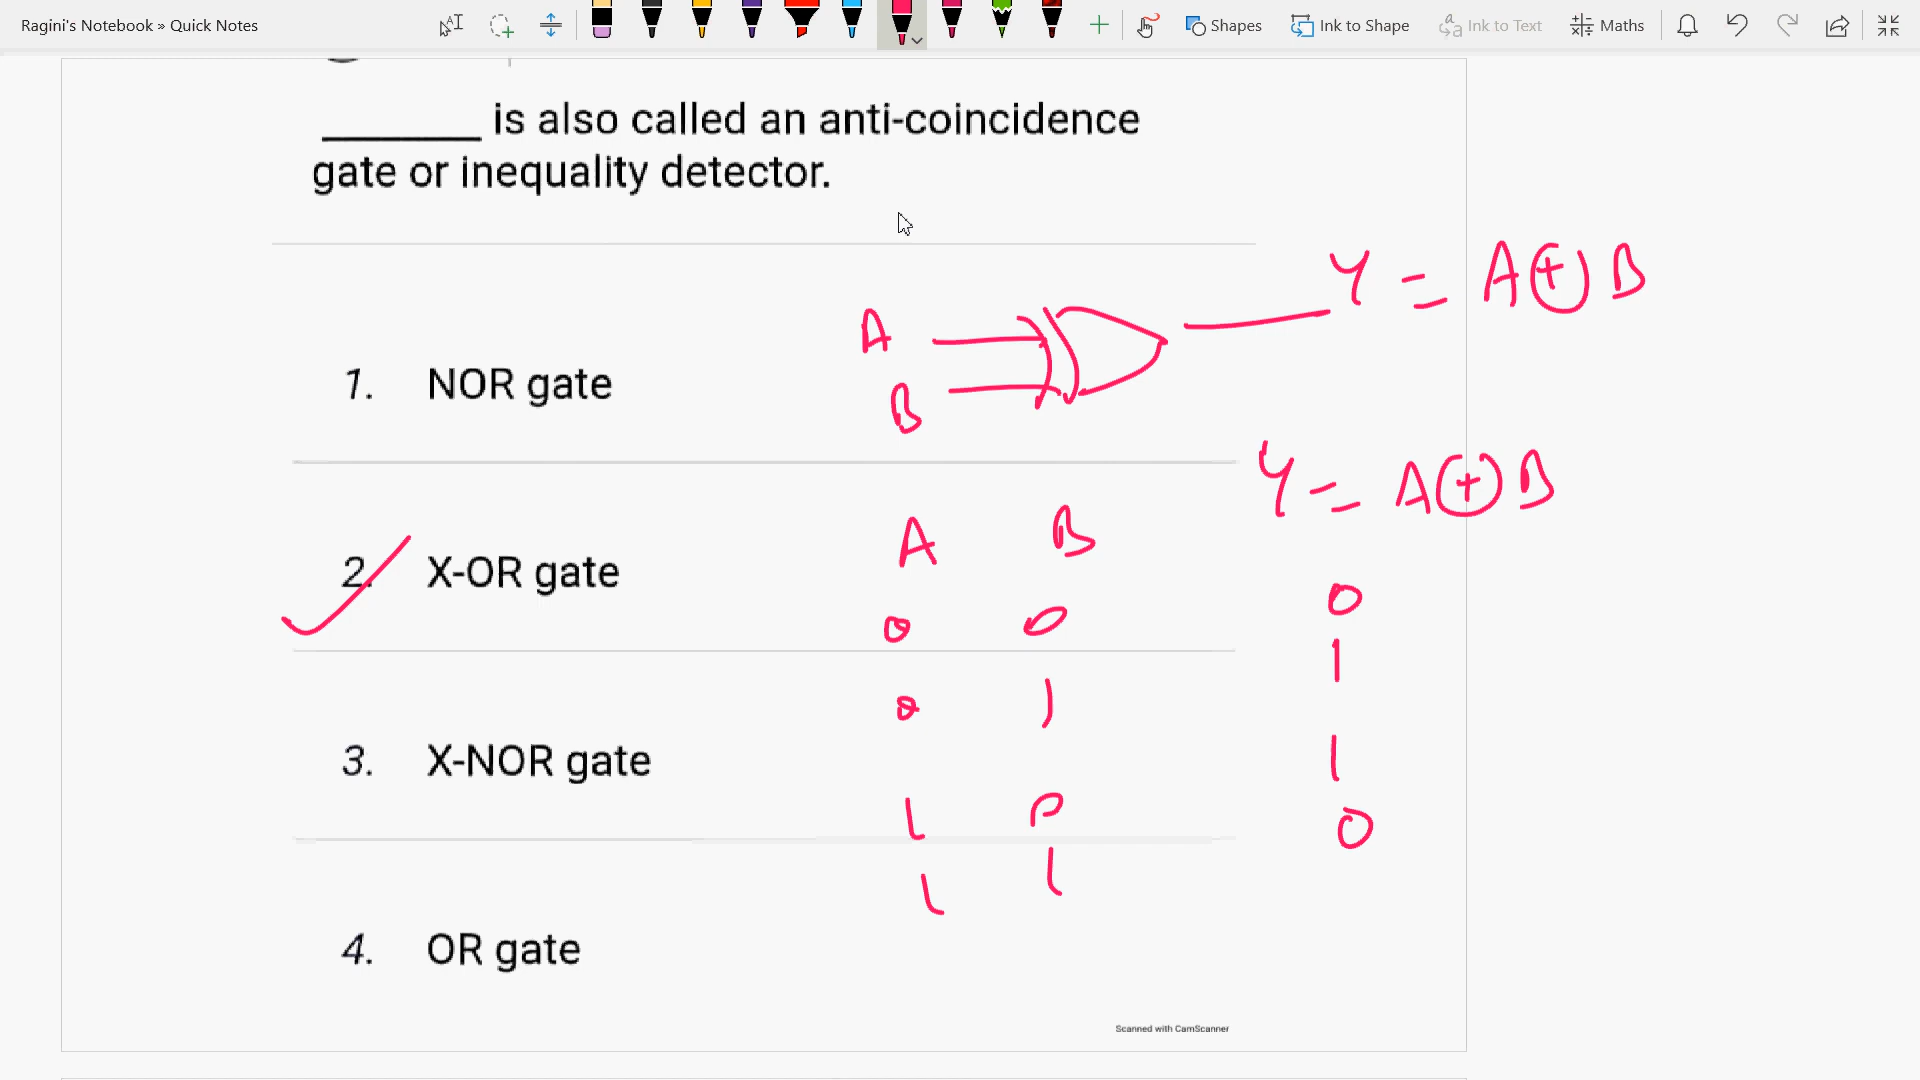 Ragini's Notebook » Quick Notes
Shapes
Ink to Shape
Ink to Text
Maths
________ is also called an anti-coincidence
gate or inequality detector.
Y = A⊕B
A
B
1. NOR gate
Y = A⊕B
A B
2. X-OR gate
0 0 0
0 1 1
3. X-NOR gate
1 0 1
1 1 0
4. OR gate
Scanned with CamScanner